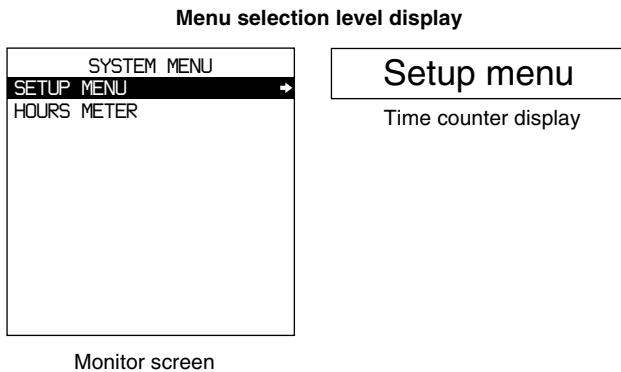 Menu selection level display
SYSTEM MENU
SETUP MENU
HOURS METER
Monitor screen
Setup menu
Time counter display